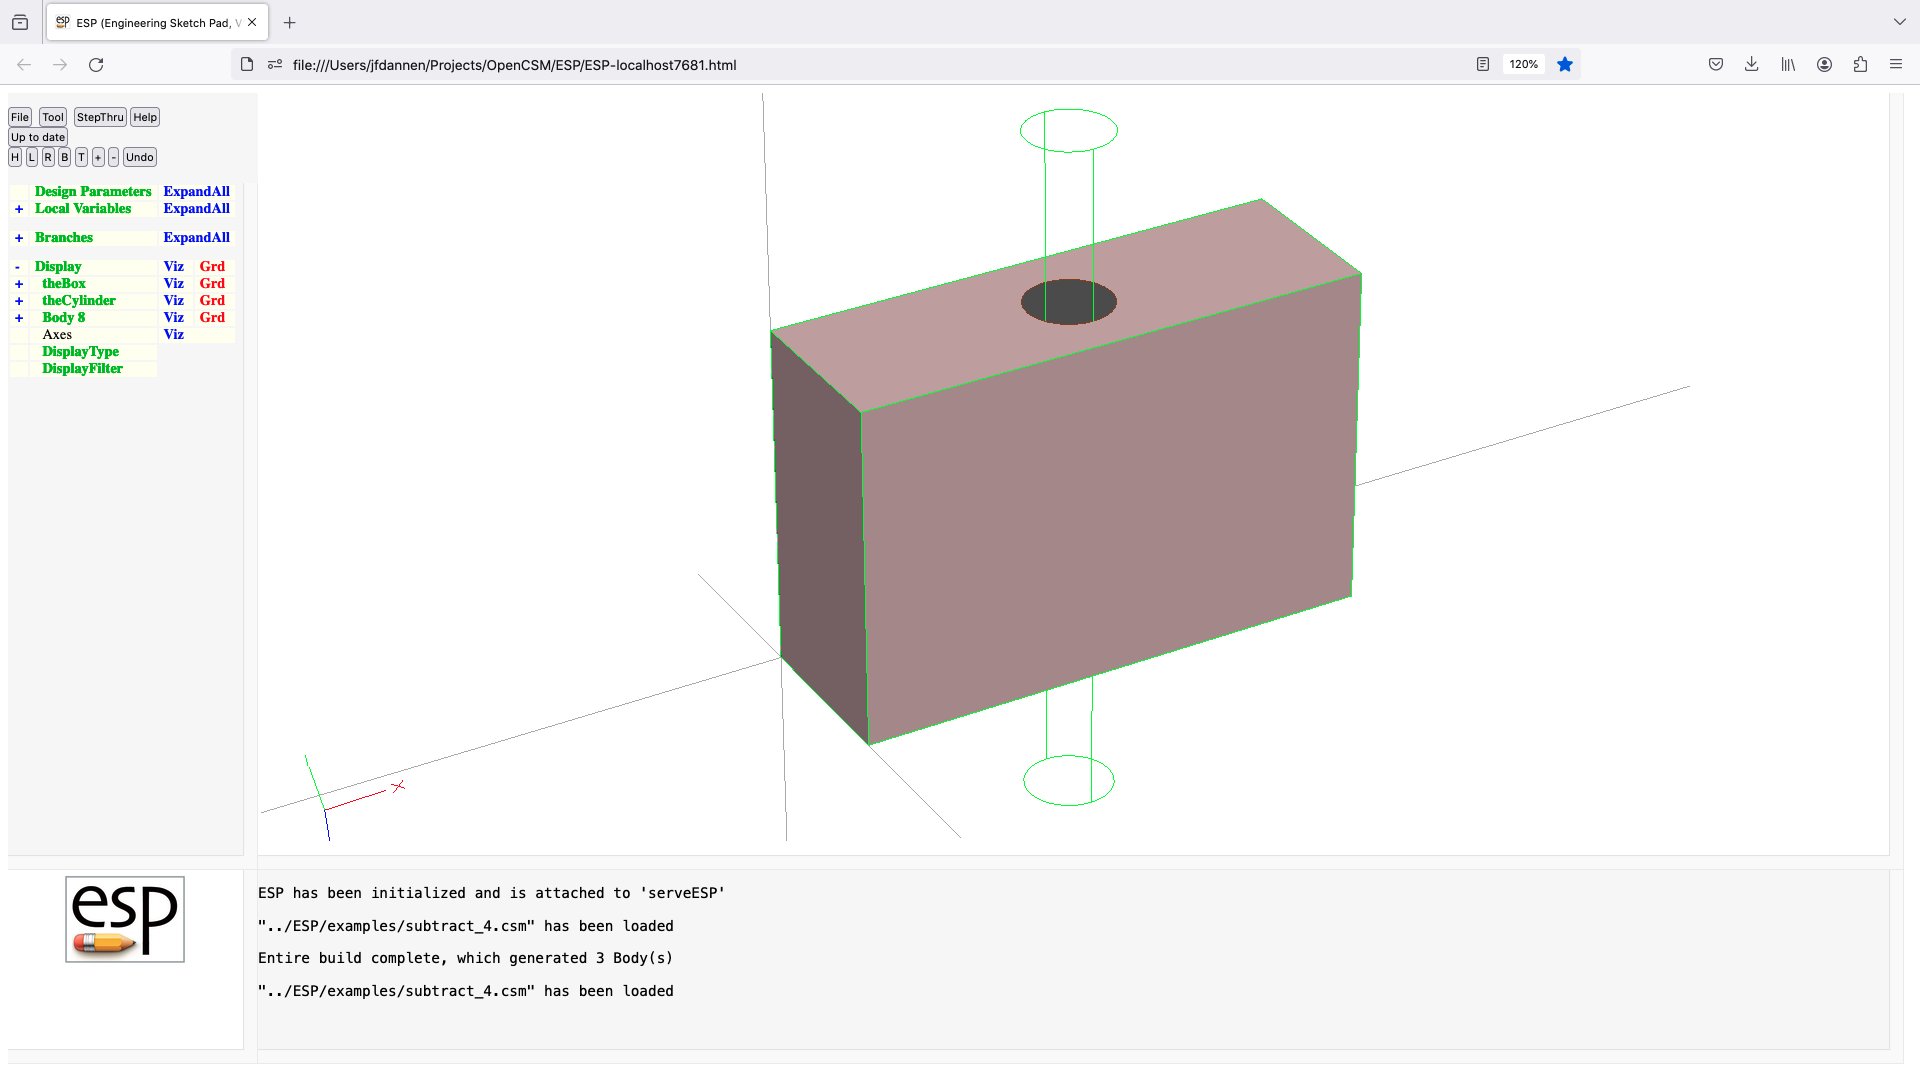 ESP (Engineering Sketch Pad, V
file:///Users/jfdannen/Projects/OpenCSM/ESP/ESP-localhost7681.html
120%
File Tool StepThru Help
Up to date
H L R B T + - Undo
Design Parameters ExpandAll
+ Local Variables ExpandAll
+ Branches ExpandAll
- Display Viz Grd
+ theBox Viz Grd
+ theCylinder Viz Grd
+ Body 8 Viz Grd
Axes Viz
DisplayType
DisplayFilter
X
esp
ESP has been initialized and is attached to 'serveESP'
"../ESP/examples/subtract_4.csm" has been loaded
Entire build complete, which generated 3 Body(s)
"../ESP/examples/subtract_4.csm" has been loaded